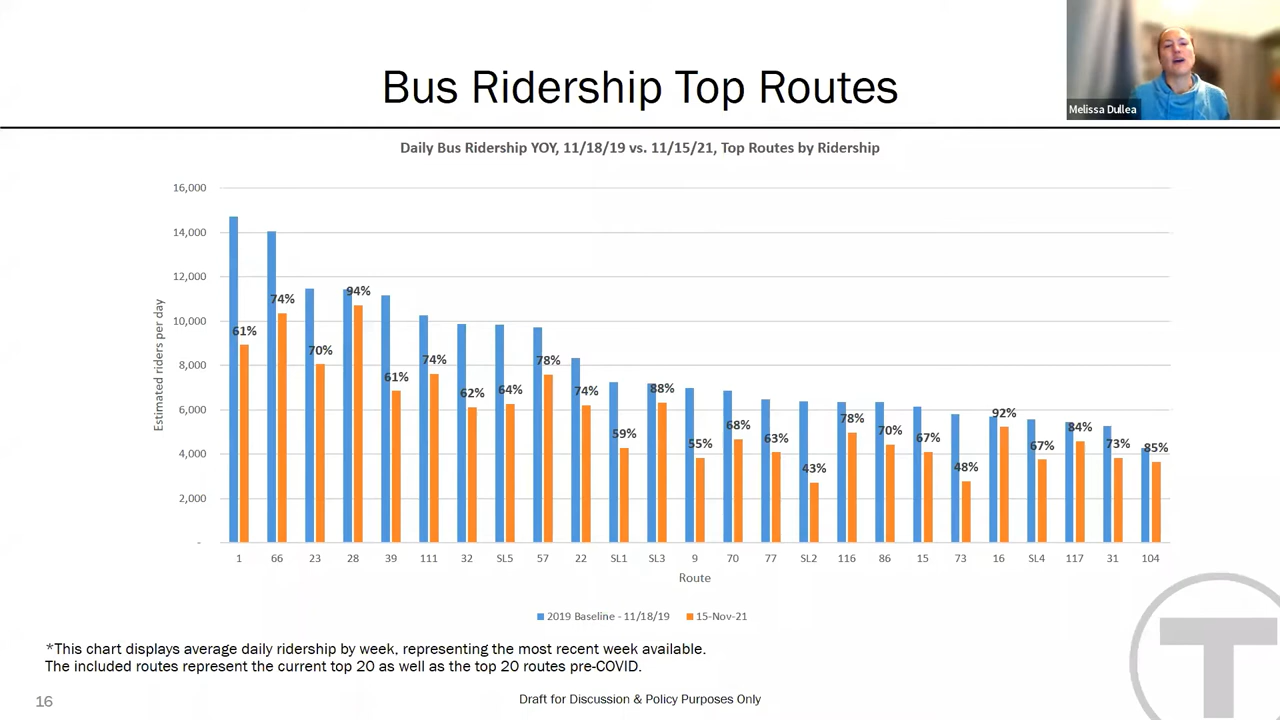 Melissa Dullea
Bus Ridership Top Routes
Daily Bus Ridership YOY, 11/18/19 vs. 11/15/21, Top Routes by Ridership
16,000
14,000
12,000
10,000
8,000
6,000
4,000
2,000
-
Estimated riders per day
61% 74% 70% 94% 61% 74% 62% 64% 78% 74% 59% 88% 55% 68% 63% 43% 78% 70% 67% 48% 92% 67% 84% 73% 85%
1 66 23 28 39 111 32 SL5 57 22 SL1 SL3 9 70 77 SL2 116 86 15 73 16 SL4 117 31 104
Route
2019 Baseline - 11/18/19 15-Nov-21
*This chart displays average daily ridership by week, representing the most recent week available.
The included routes represent the current top 20 as well as the top 20 routes pre-COVID.
16
Draft for Discussion & Policy Purposes Only
T